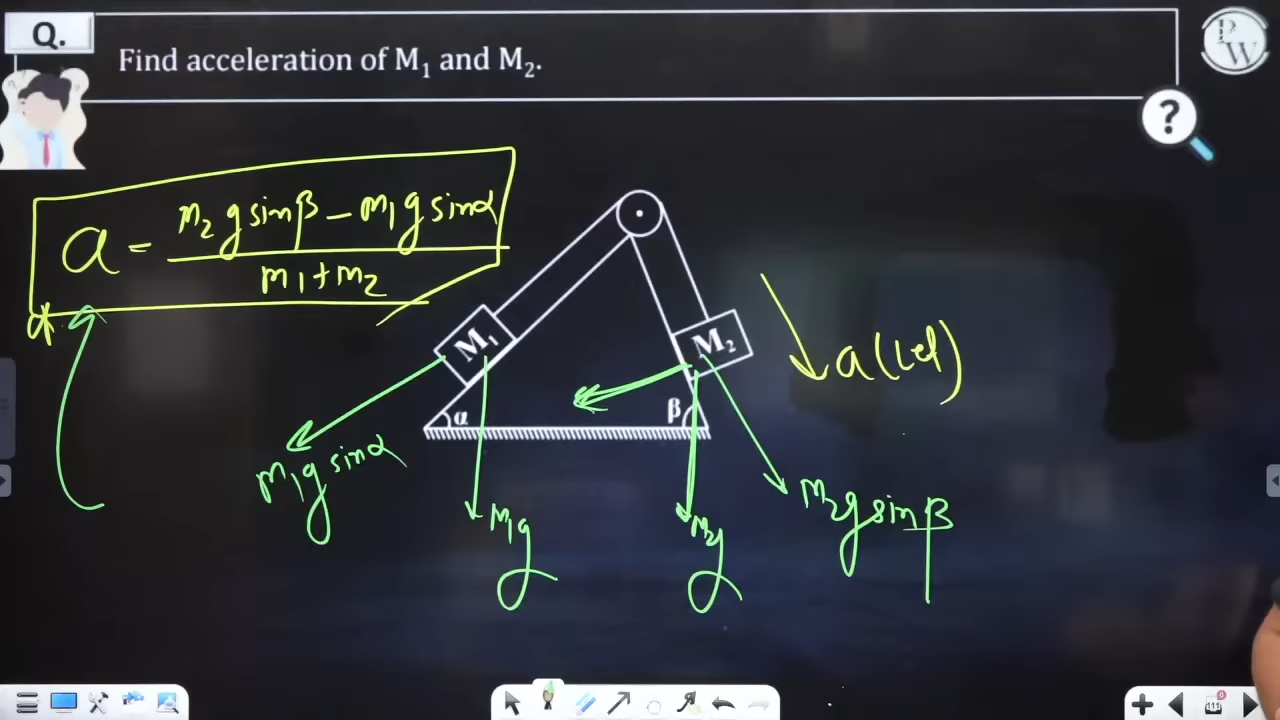 Q.
Find acceleration of M₁ and M₂.
PW
?
a = (m₂ g sinβ - m₁ g sinα) / (m₁ + m₂)
M₁
M₂
a (let)
α
β
m₁g sinα
m₁g
m₂g
m₂g sinβ